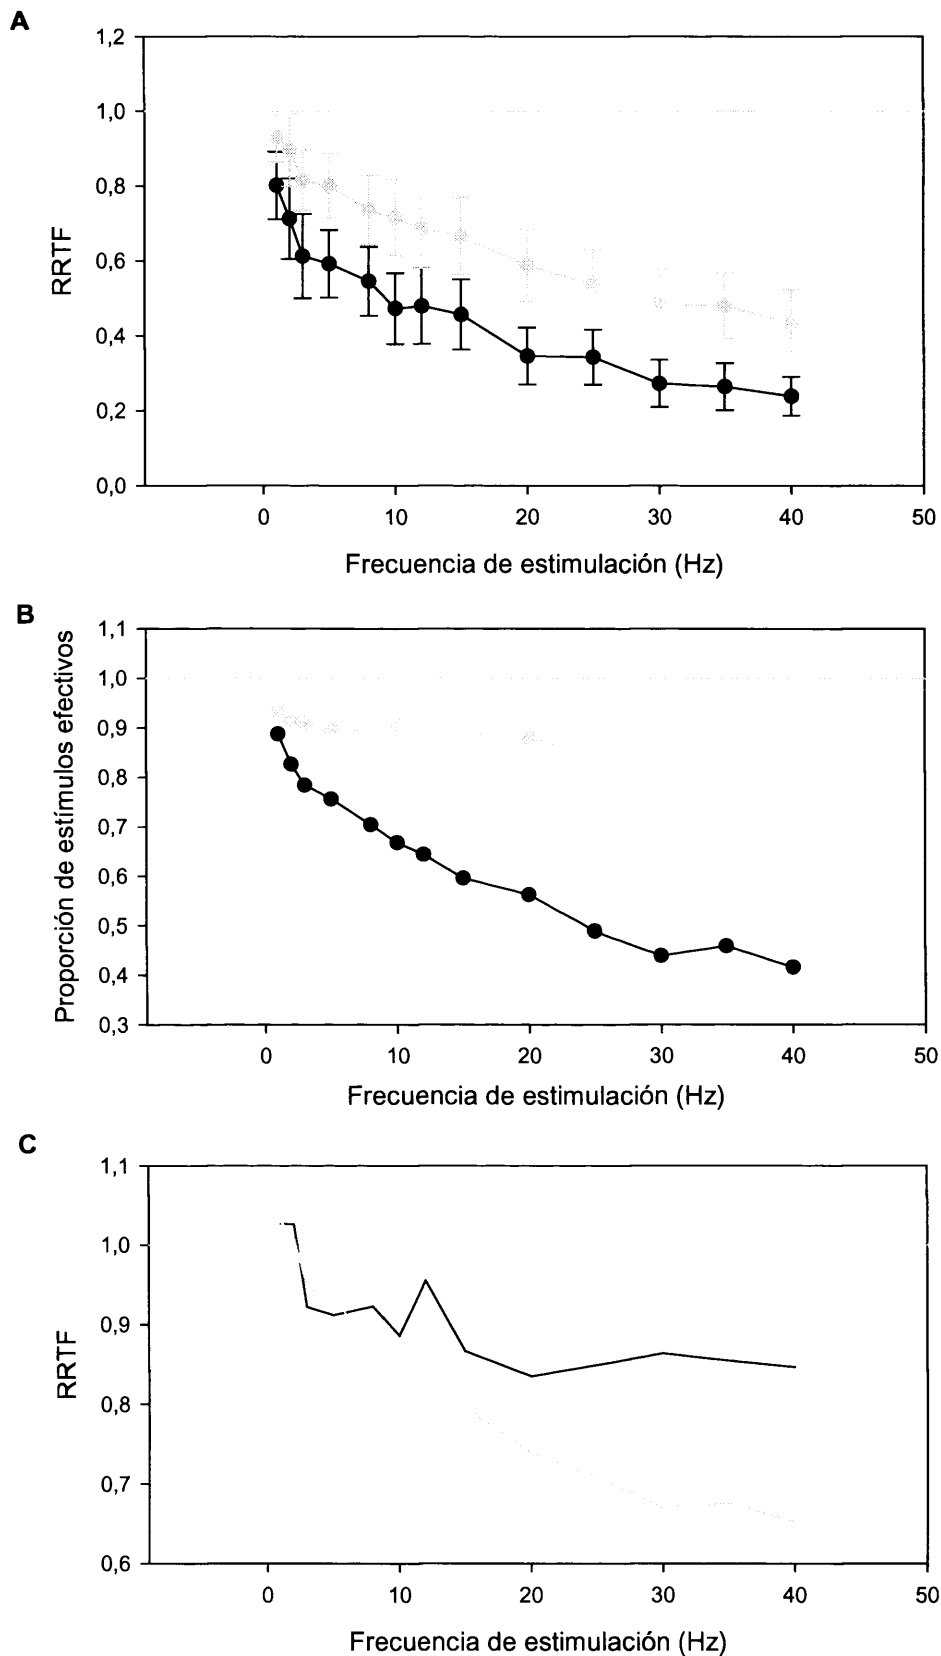 A
1,2
1,0
0,8
0,6
0,4
0,2
0,0
RRTF
0 10 20 30 40 50
Frecuencia de estimulación (Hz)
B
1,1
1,0
0,9
0,8
0,7
0,6
0,5
0,4
0,3
Proporción de estímulos efectivos
0 10 20 30 40 50
Frecuencia de estimulación (Hz)
C
1,1
1,0
0,9
0,8
0,7
0,6
RRTF
0 10 20 30 40 50
Frecuencia de estimulación (Hz)